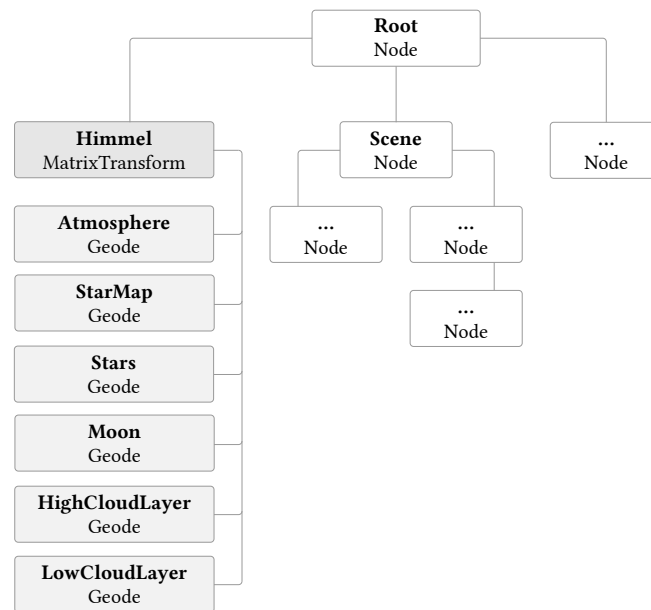 Root
Node
Himmel
MatrixTransform
Scene
Node
...
Node
Atmosphere
Geode
...
Node
...
Node
StarMap
Geode
...
Node
Stars
Geode
Moon
Geode
HighCloudLayer
Geode
LowCloudLayer
Geode